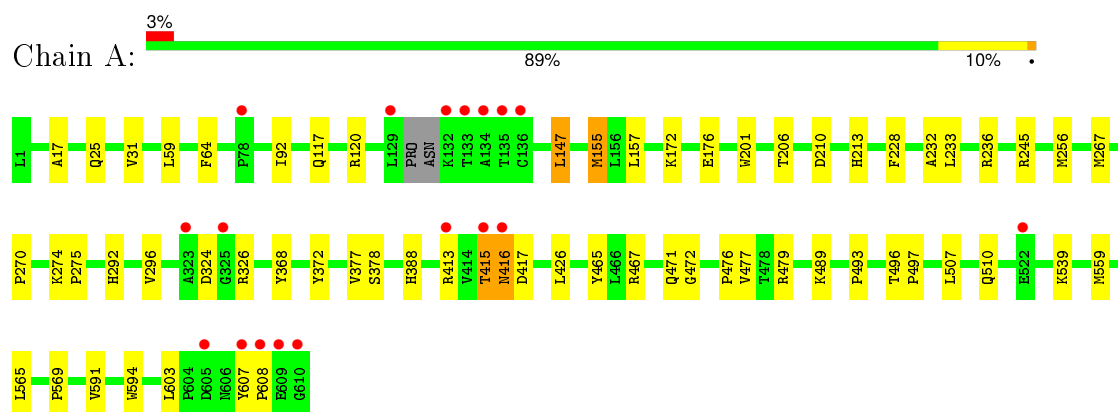 3%
Chain A:
89% 10% •
L1 A17 Q25 V31 L59 F64 P78 I92 Q117 R120 L129 PRO ASN K132 T133 A134 T135 C136 L147 M155 L156 L157 K172 E176 W201 T206 D210 H213 F228 A232 L233 R236 R245 M256 M267
P270 K274 P275 H292 V296 A323 D324 G325 R326 Y368 Y372 V377 S378 H388 R413 V414 T415 N416 D417 L426 Y465 L466 R467 Q471 G472 P476 V477 T478 R479 K489 P493 T496 P497 L507 Q510 E522 K539 M559
L565 P569 V591 W594 L603 P604 D605 N606 Y607 P608 E609 G610